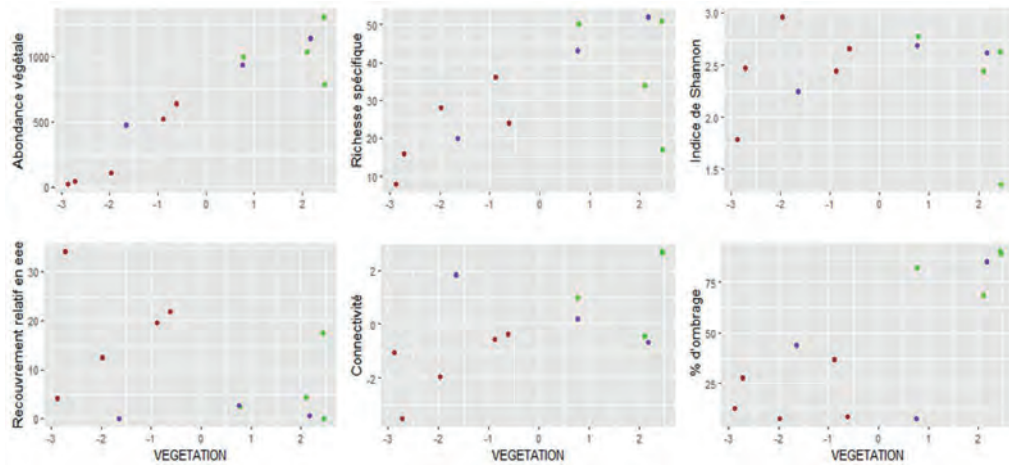 Abondance végétale
1000
500
0
-3 -2 -1 0 1 2
Richesse spécifique
50
40
30
20
10
-3 -2 -1 0 1 2
Indice de Shannon
3.0
2.5
2.0
1.5
-3 -2 -1 0 1 2
Recouvrement relatif en eee
30
20
10
0
-3 -2 -1 0 1 2
VEGETATION
Connectivité
2
0
-2
-3 -2 -1 0 1 2
VEGETATION
% d'ombrage
75
50
25
-3 -2 -1 0 1 2
VEGETATION